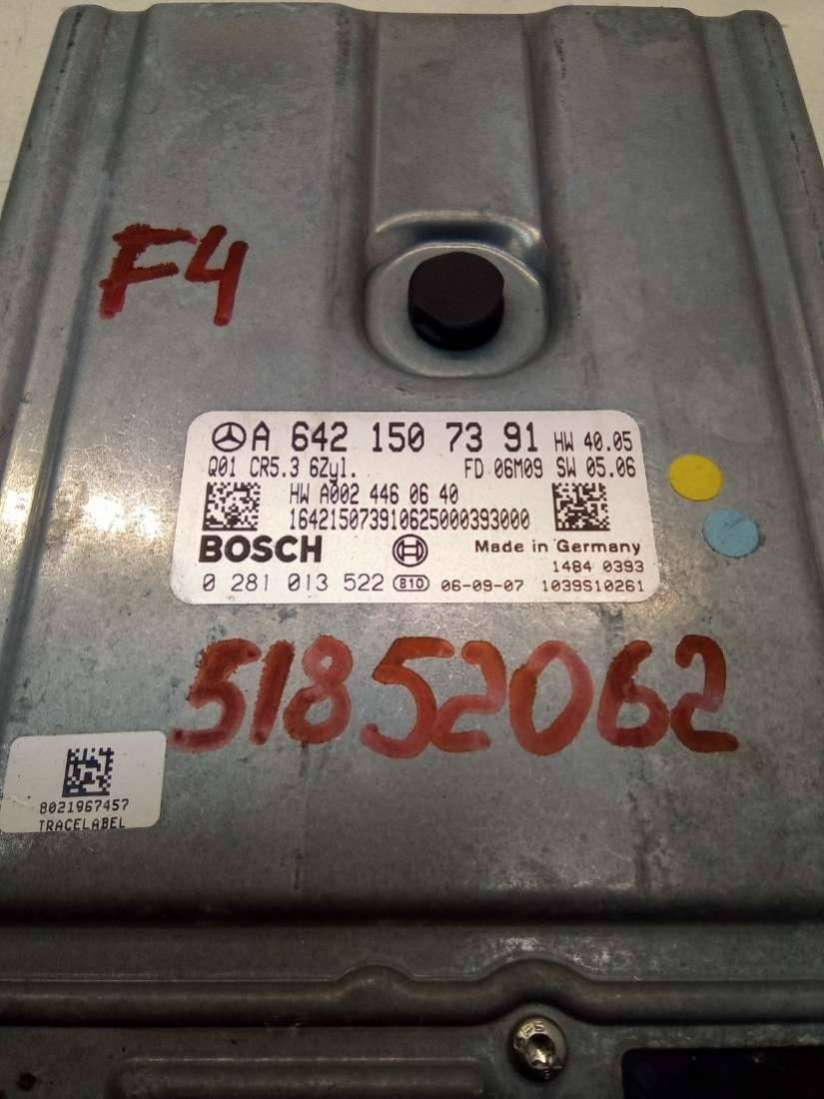 F4
A 642 150 73 91 HW 40.05
Q01 CR5.3 6Zyl. FD 06M09 SW 05.06
HW A002 446 06 40
164215073910625000393000
BOSCH Made in Germany
1484 0393
0 281 013 522 B10 06-09-07 1039S10261
51852062
8021967457
TRACELABEL